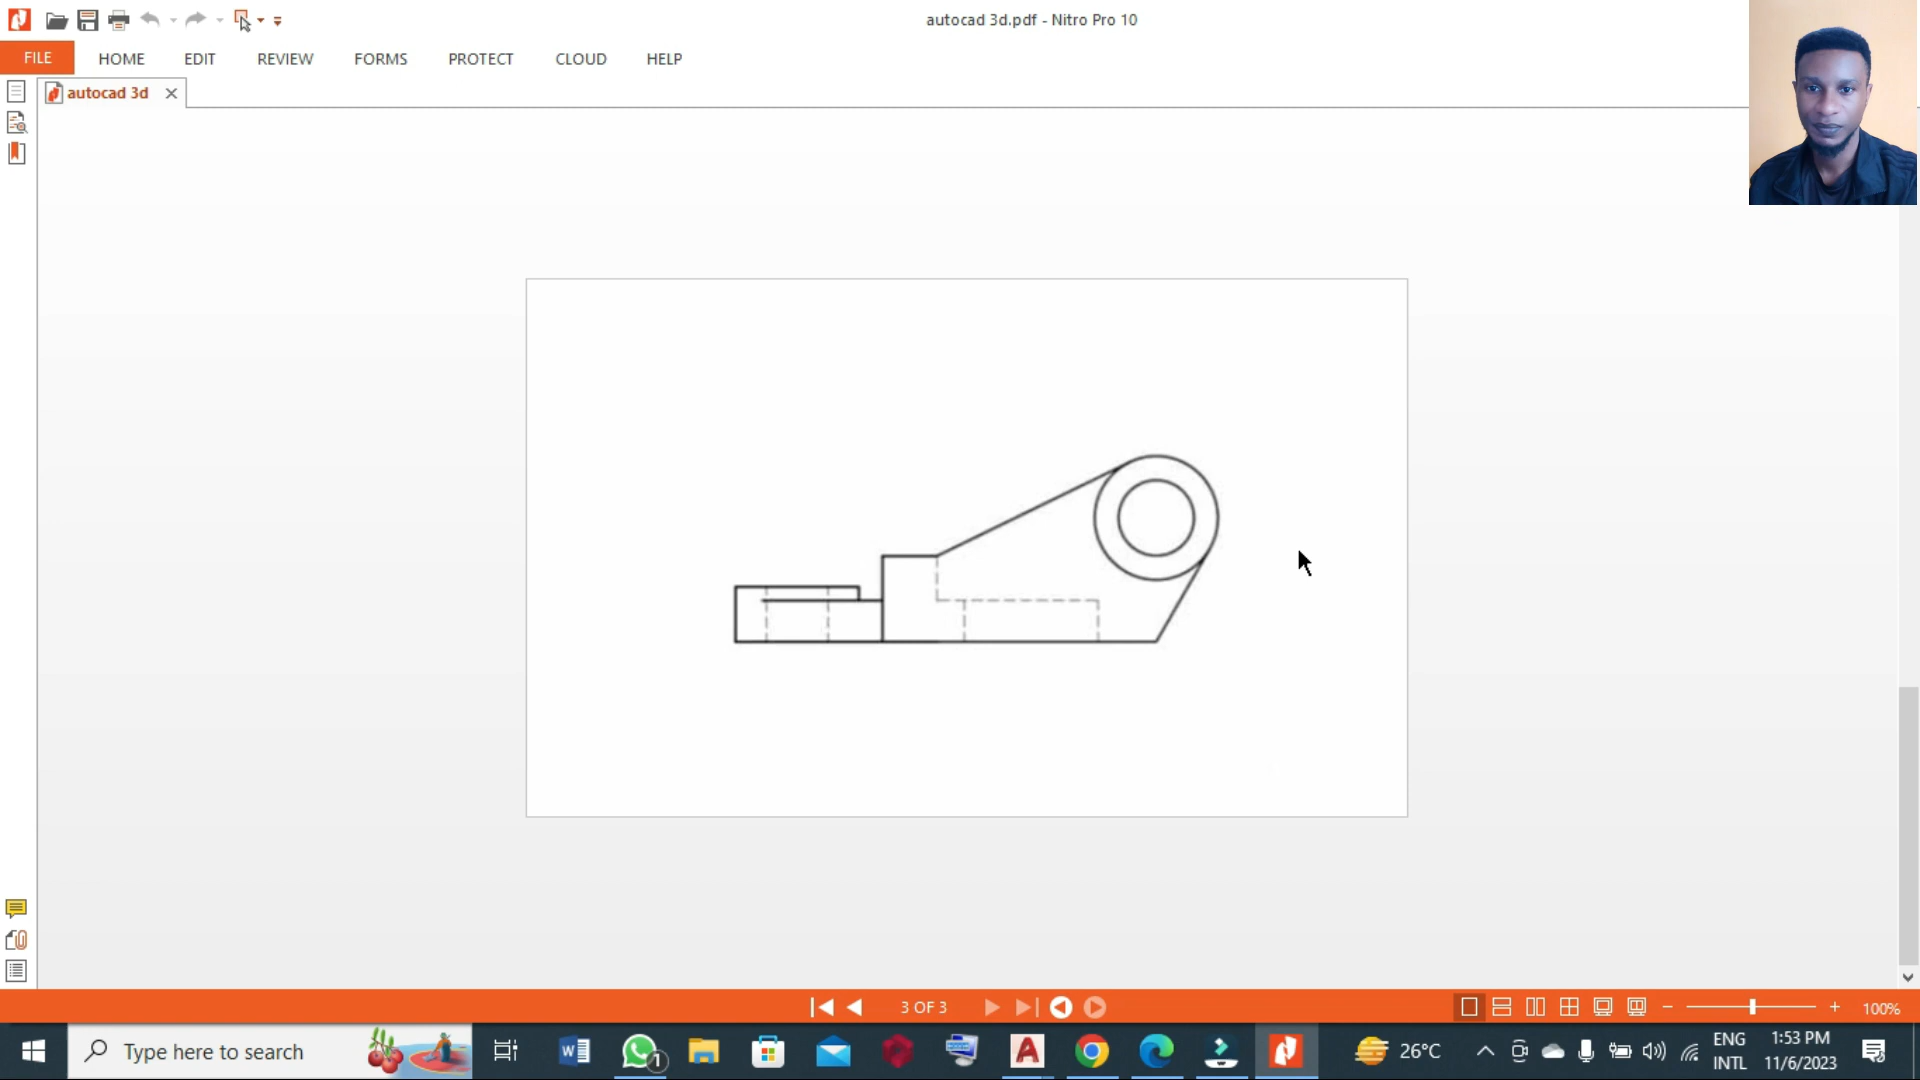 autocad 3d.pdf - Nitro Pro 10
FILE HOME EDIT REVIEW FORMS PROTECT CLOUD HELP
autocad 3d
3 OF 3
100%
Type here to search
W
1
A
26°C
ENG
INTL
1:53 PM
11/6/2023